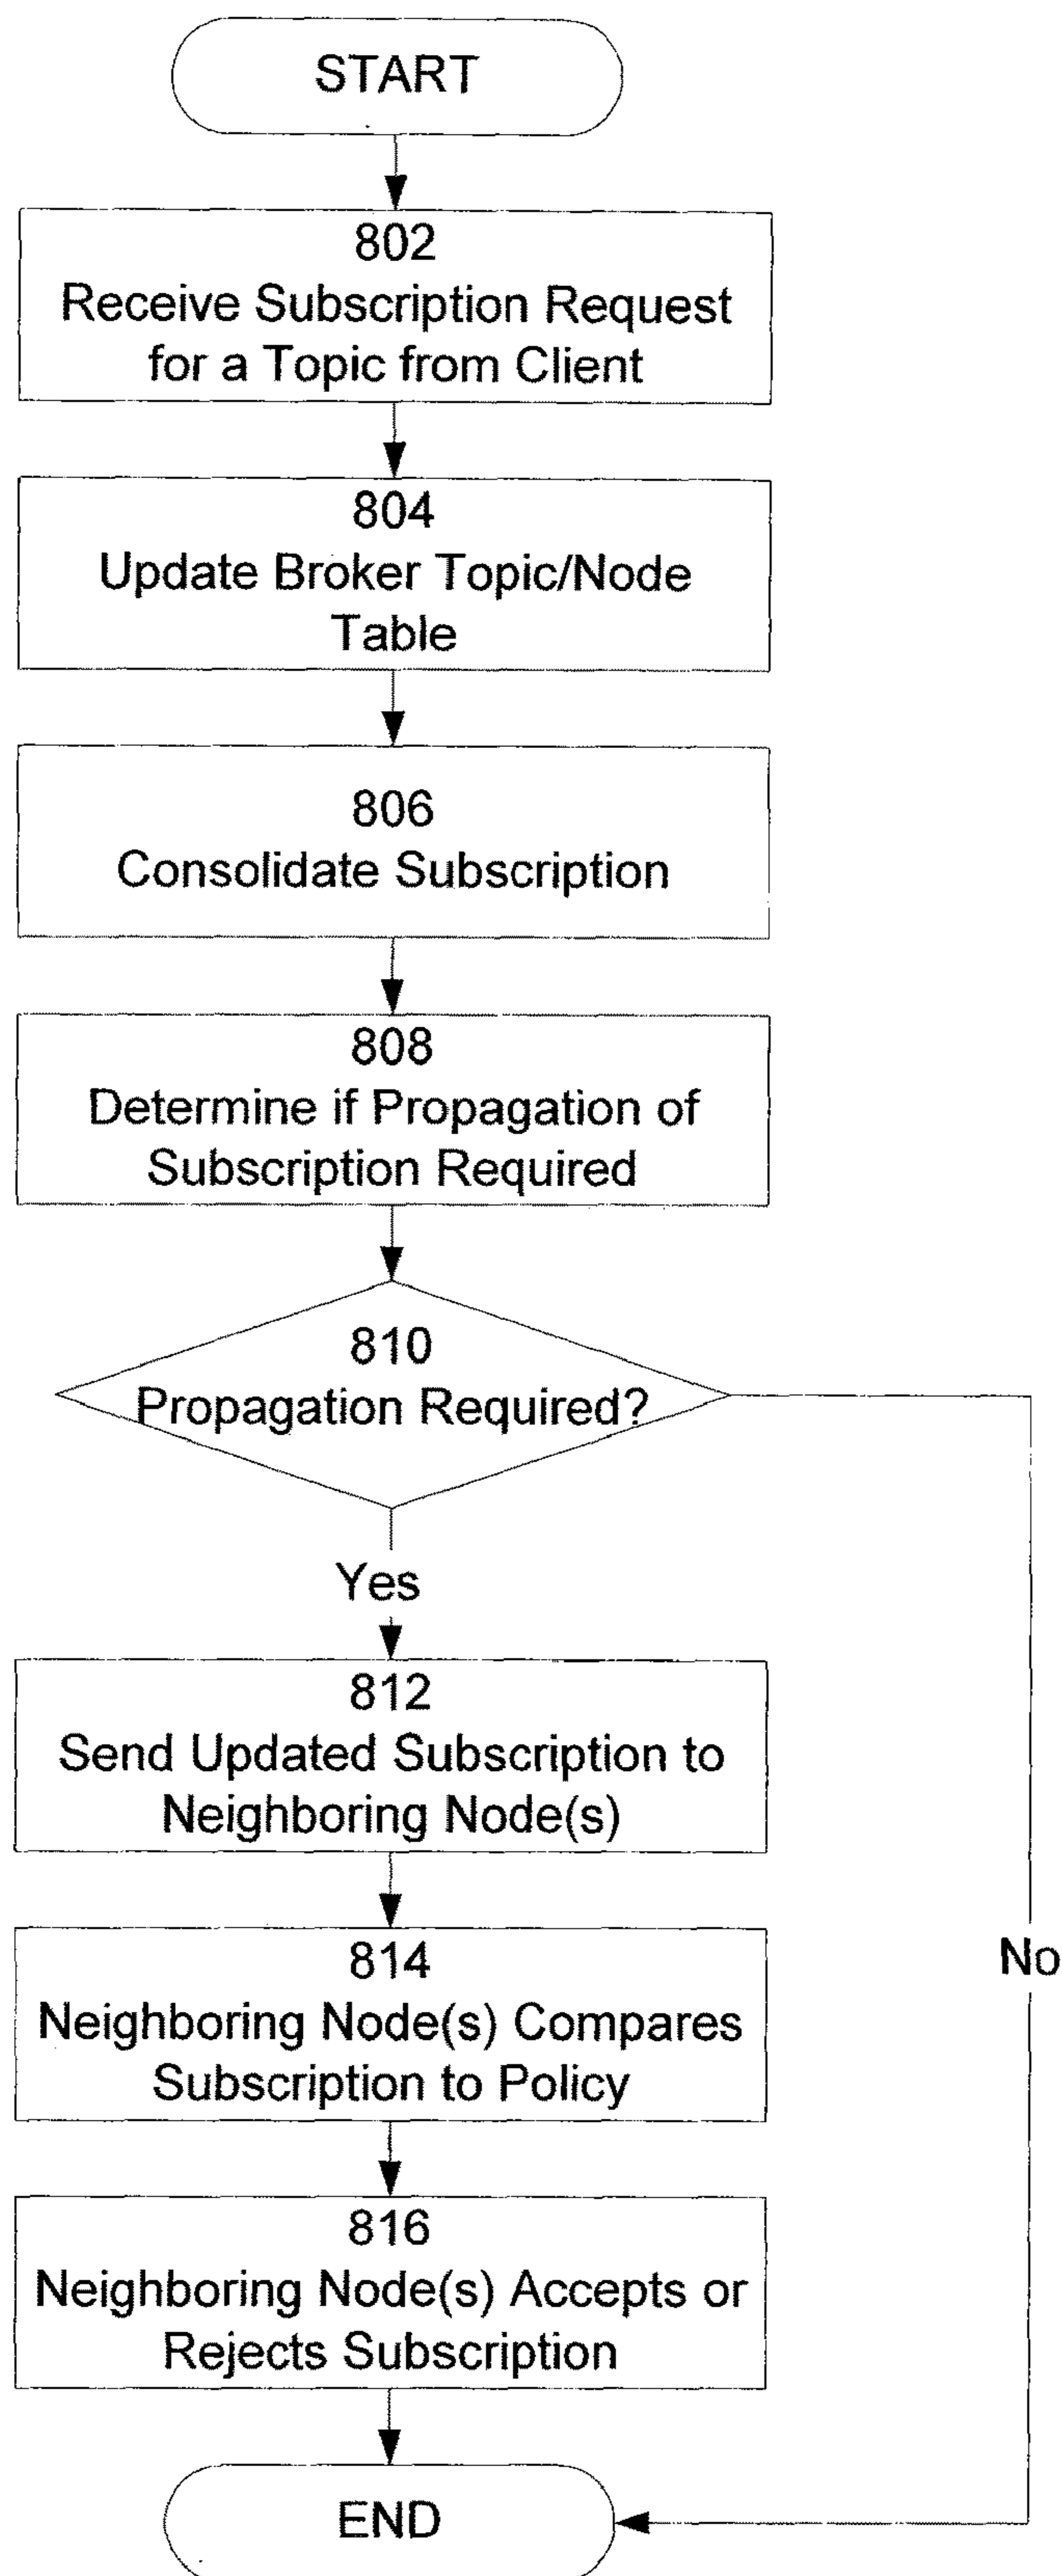 START
802
Receive Subscription Request
for a Topic from Client
804
Update Broker Topic/Node
Table
806
Consolidate Subscription
808
Determine if Propagation of
Subscription Required
810
Propagation Required?
Yes
812
Send Updated Subscription to
Neighboring Node(s)
814
Neighboring Node(s) Compares
Subscription to Policy
No
816
Neighboring Node(s) Accepts or
Rejects Subscription
END